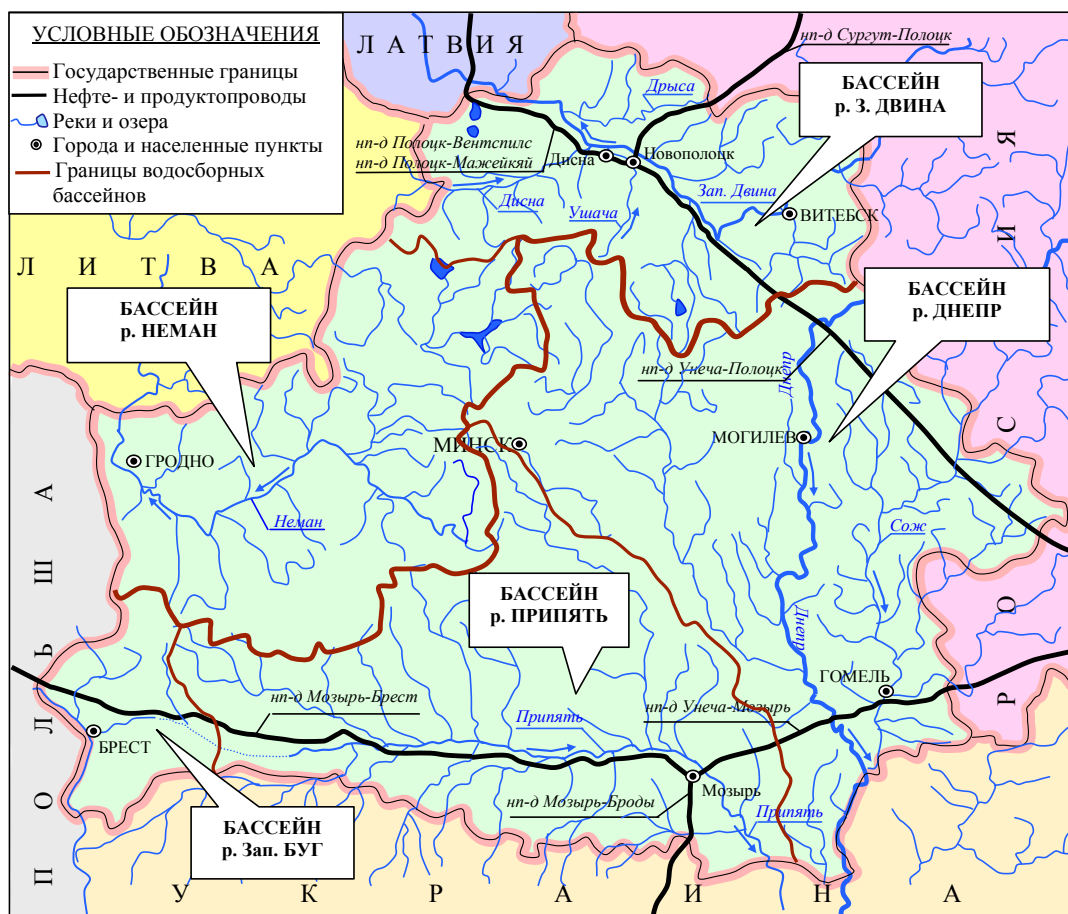 УСЛОВНЫЕ ОБОЗНАЧЕНИЯ
Государственные границы
Нефте- и продуктопроводы
Реки и озера
Города и населенные пункты
Границы водосборных
бассейнов
ЛАТВИЯ
нп-д Сургут-Полоцк
БАССЕЙН
р. З. ДВИНА
Дрыса
нп-д Полоцк-Вентспилс
нп-д Полоцк-Мажейкяй
Дисна
Новополоцк
Дисна
Ушача
Зап. Двина
ВИТЕБСК
ЛИТВА
РОССИЯ
БАССЕЙН
р. НЕМАН
БАССЕЙН
р. ДНЕПР
нп-д Унеча-Полоцк
Днепр
МИНСК
МОГИЛЕВ
ГРОДНО
Неман
Сож
ПОЛЬША
БАССЕЙН
р. ПРИПЯТЬ
Днепр
ГОМЕЛЬ
нп-д Мозырь-Брест
Припять
нп-д Унеча-Мозырь
БРЕСТ
Мозырь
нп-д Мозырь-Броды
Припять
БАССЕЙН
р. Зап. БУГ
УКРАИНА